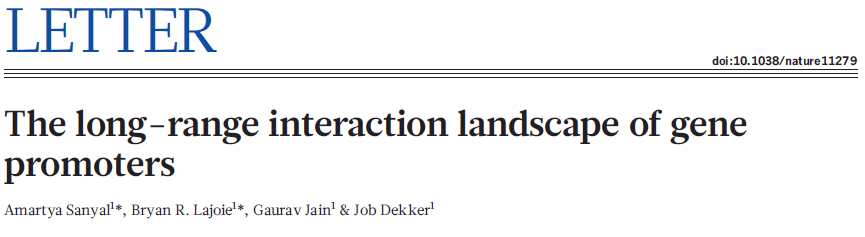 LETTER
doi:10.1038/nature11279
The long-range interaction landscape of gene
promoters
Amartya Sanyal1*, Bryan R. Lajoie1*, Gaurav Jain1 & Job Dekker1